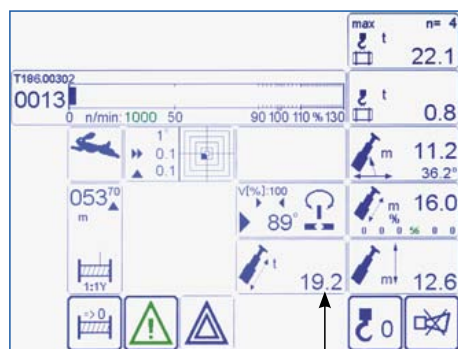 max n= 4
t
22.1
T186.00302
0013
0 50 90 100 110 % 130
n/min: 1000
t
0.8
1°
0.1
0.1
m 11.2
36.2°
053 70
m
V[%]:100
89°
m 16.0
%
0 0 0 56 0 0
1:1Y
t
19.2
m 12.6
=>0
0